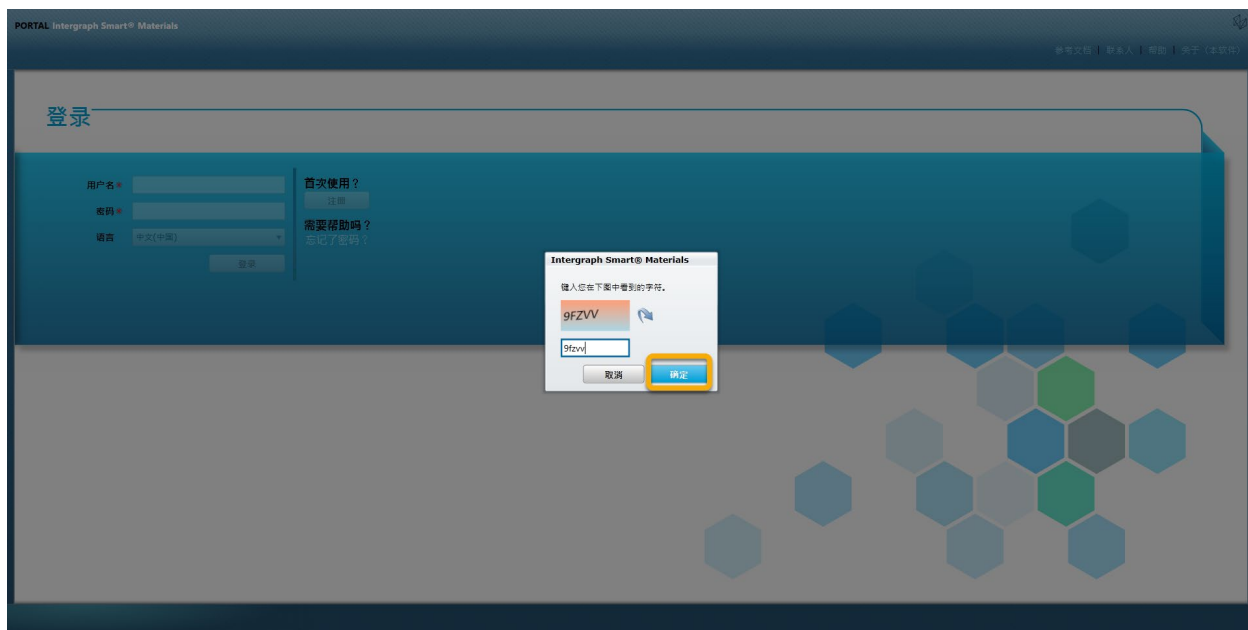 PORTAL Intergraph Smart® Materials
参考文档 | 联系人 | 帮助 | 关于 (本软件)
登录
用户名*
密码*
语言 中文(中国)
登录
首次使用？
注册
需要帮助吗？
忘记了密码？
Intergraph Smart® Materials
键入您在下图中看到的字符。
9FZVV
9fzvv
取消 确定